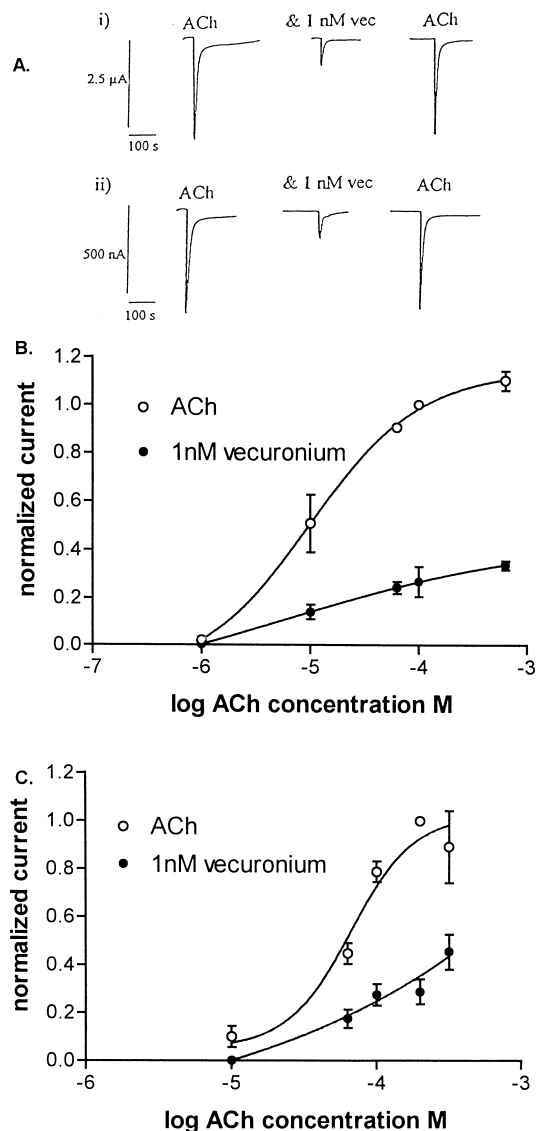 i)
ACh
& 1 nM vec
ACh
A.
2.5 µA
100 s
ii)
ACh
& 1 nM vec
ACh
500 nA
100 s
B.
1.2
1.0
0.8
0.6
0.4
0.2
0.0
normalized current
ACh
1nM vecuronium
-7
-6
-5
-4
-3
log ACh concentration M
C.
1.2
1.0
0.8
0.6
0.4
0.2
0.0
normalized current
ACh
1nM vecuronium
-6
-5
-4
-3
log ACh concentration M